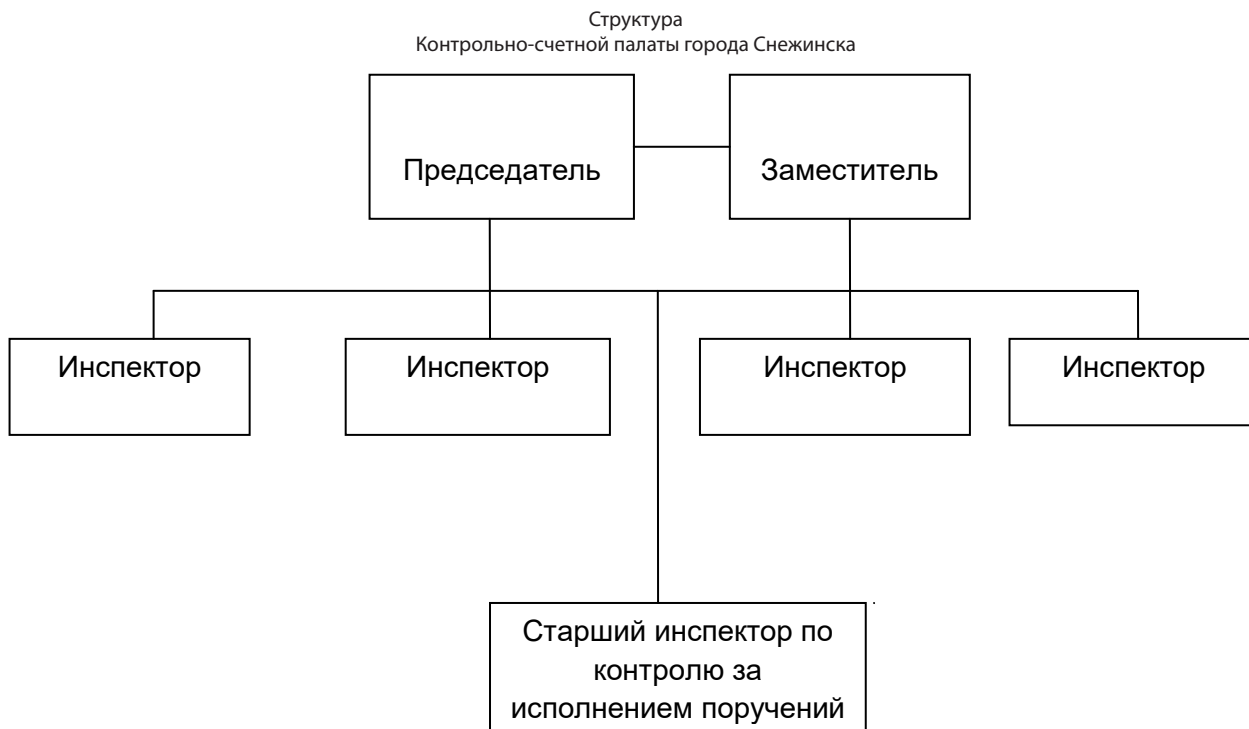 Структура
Контрольно-счетной палаты города Снежинска
Председатель
Заместитель
Инспектор
Инспектор
Инспектор
Инспектор
Старший инспектор по
контролю за
исполнением поручений